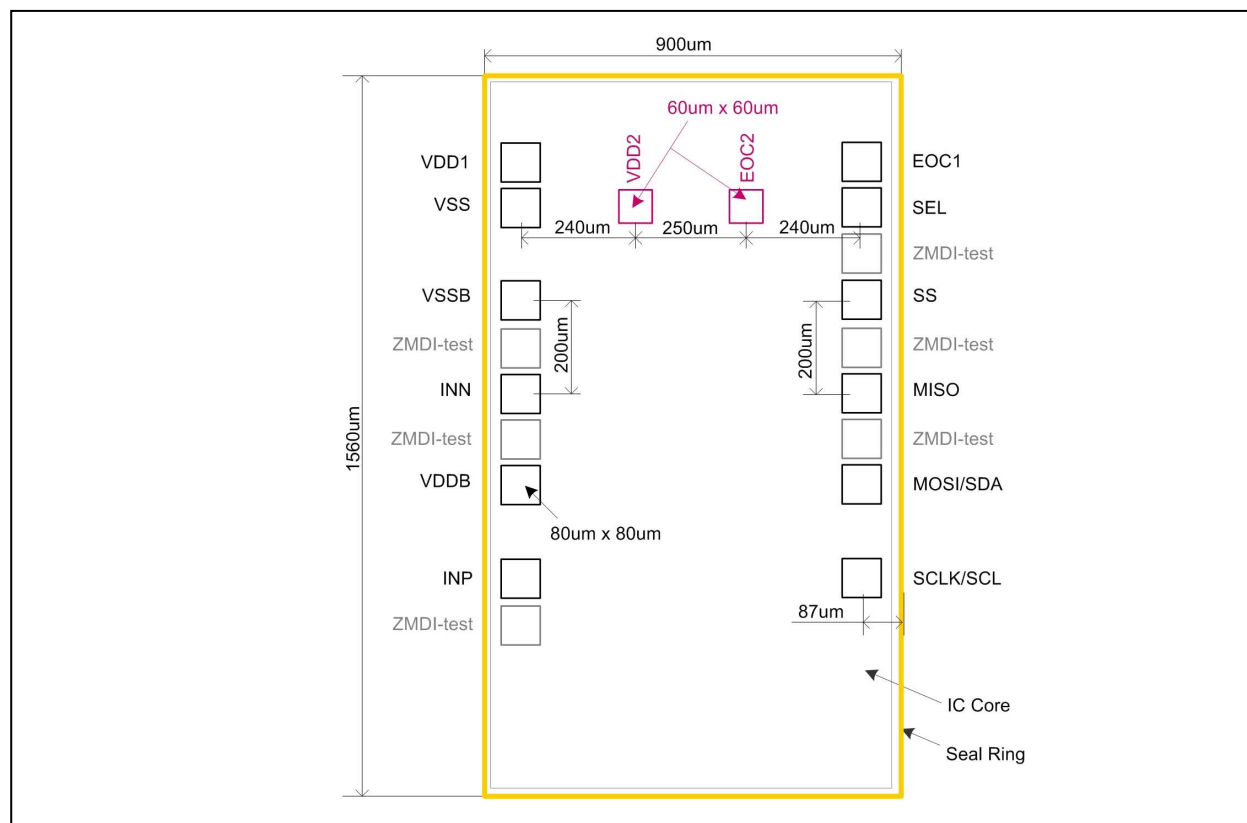 900um
60um x 60um
VDD1
VDD2
EOC2
EOC1
VSS
SEL
240um
250um
240um
ZMDI-test
VSSB
SS
200um
200um
ZMDI-test
ZMDI-test
INN
MISO
1560um
ZMDI-test
ZMDI-test
VDDB
MOSI/SDA
80um x 80um
INP
SCLK/SCL
87um
ZMDI-test
IC Core
Seal Ring